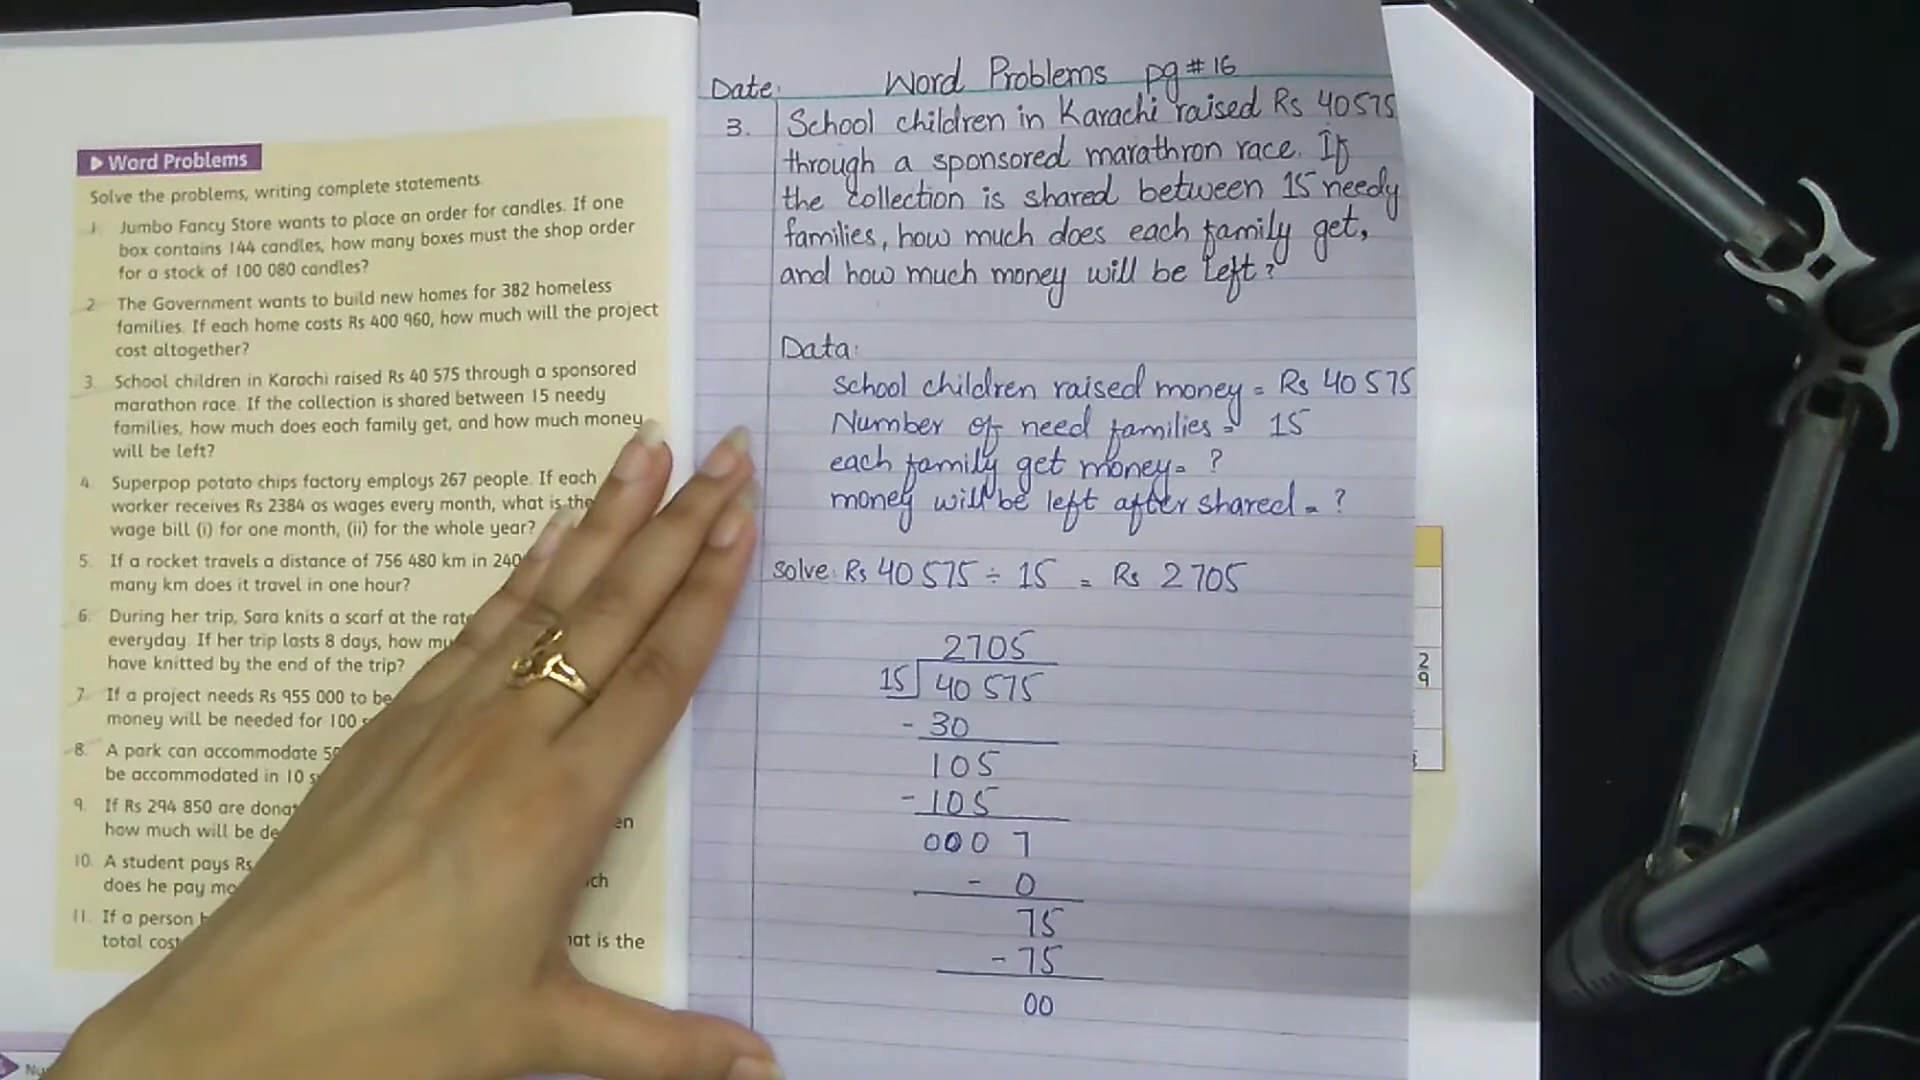 ▶ Word Problems
Solve the problems, writing complete statements.
1. Jumbo Fancy Store wants to place an order for candles. If one
box contains 144 candles, how many boxes must the shop order
for a stock of 100 080 candles?
2. The Government wants to build new homes for 382 homeless
families. If each home costs Rs 400 960, how much will the project
cost altogether?
3. School children in Karachi raised Rs 40 575 through a sponsored
marathon race. If the collection is shared between 15 needy
families, how much does each family get, and how much money
will be left?
4. Superpop potato chips factory employs 267 people. If each
worker receives Rs 2384 as wages every month, what is the
wage bill (i) for one month, (ii) for the whole year?
5. If a rocket travels a distance of 756 480 km in 240
many km does it travel in one hour?
6. During her trip, Sara knits a scarf at the
everyday. If her trip lasts 8 days, how
have knitted by the end of the trip?
7. If a project needs Rs 955 000 to be
money will be needed for 100
8. A park can accommodate
be accommodated in 10
9. If Rs 294 850 are
how much will be
10. A student pays Rs
does he pay
11. If a person
total
is the
Date:
Word Problems pg # 16
3. School children in Karachi raised Rs 40575
through a sponsored marathron race. If
the collection is shared between 15 needy
families, how much does each family get,
and how much money will be left?
Data:
School children raised money = Rs 40 575
Number of need families = 15
each family get money = ?
money will be left after shared = ?
Solve: Rs 40 575 ÷ 15 = Rs 2705
2705
15 40 575
- 30
105
- 105
000 7
- 0
75
- 75
00
2
9